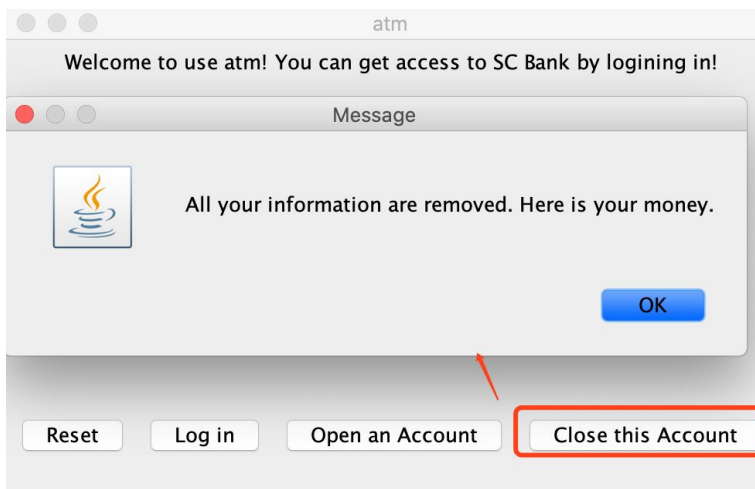 atm
Welcome to use atm! You can get access to SC Bank by logining in!
Message
All your information are removed. Here is your money.
OK
Reset
Log in
Open an Account
Close this Account